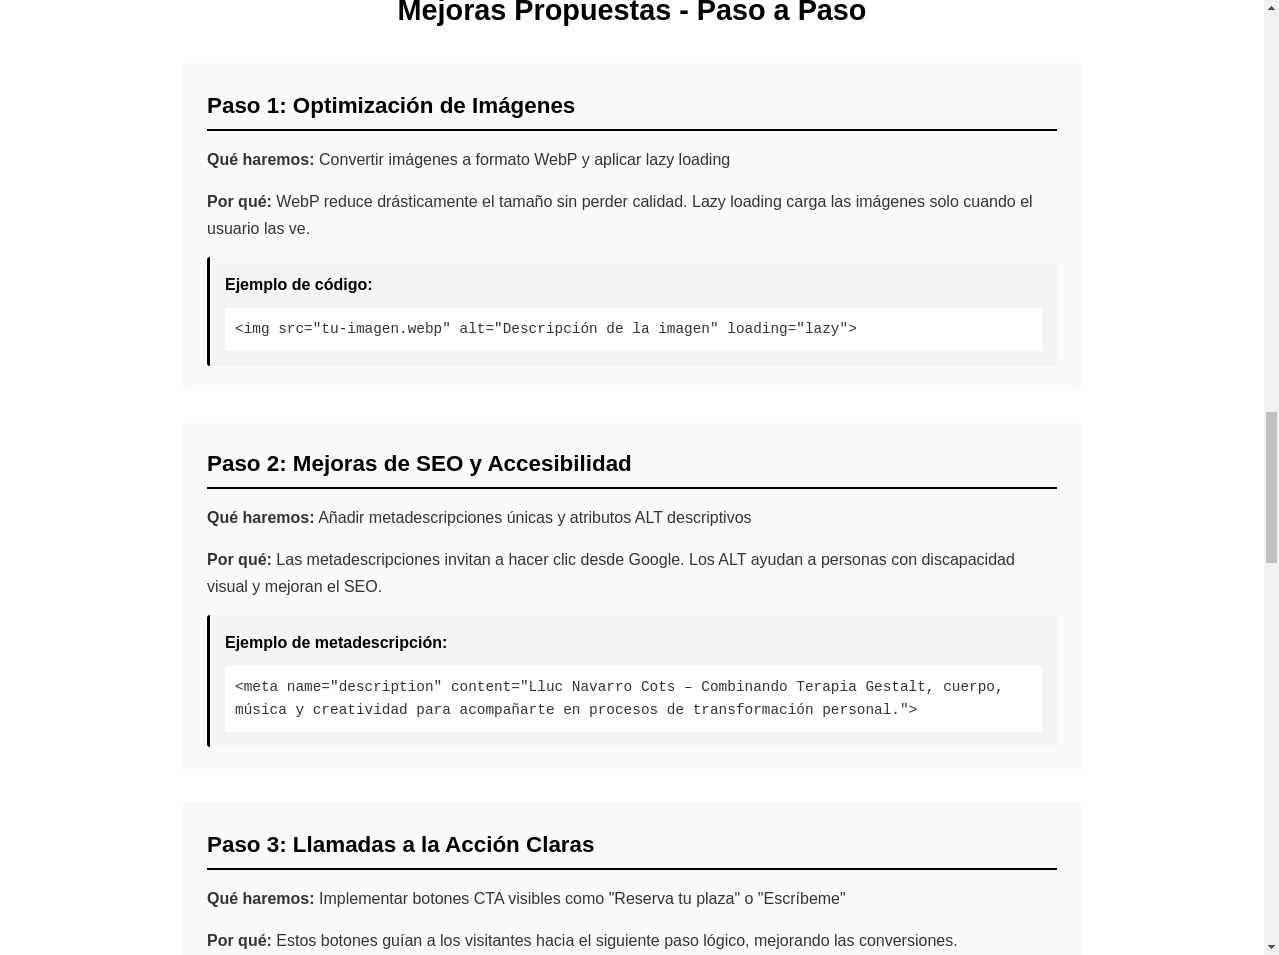 Mejoras Propuestas - Paso a Paso
Paso 1: Optimización de Imágenes
Qué haremos: Convertir imágenes a formato WebP y aplicar lazy loading
Por qué: WebP reduce drásticamente el tamaño sin perder calidad. Lazy loading carga las imágenes solo cuando el
usuario las ve.
Ejemplo de código:
<img src="tu-imagen.webp" alt="Descripción de la imagen" loading="lazy">
Paso 2: Mejoras de SEO y Accesibilidad
Qué haremos: Añadir metadescripciones únicas y atributos ALT descriptivos
Por qué: Las metadescripciones invitan a hacer clic desde Google. Los ALT ayudan a personas con discapacidad
visual y mejoran el SEO.
Ejemplo de metadescripción:
<meta name="description" content="Lluc Navarro Cots – Combinando Terapia Gestalt, cuerpo,
música y creatividad para acompañarte en procesos de transformación personal.">
Paso 3: Llamadas a la Acción Claras
Qué haremos: Implementar botones CTA visibles como "Reserva tu plaza" o "Escríbeme"
Por qué: Estos botones guían a los visitantes hacia el siguiente paso lógico, mejorando las conversiones.